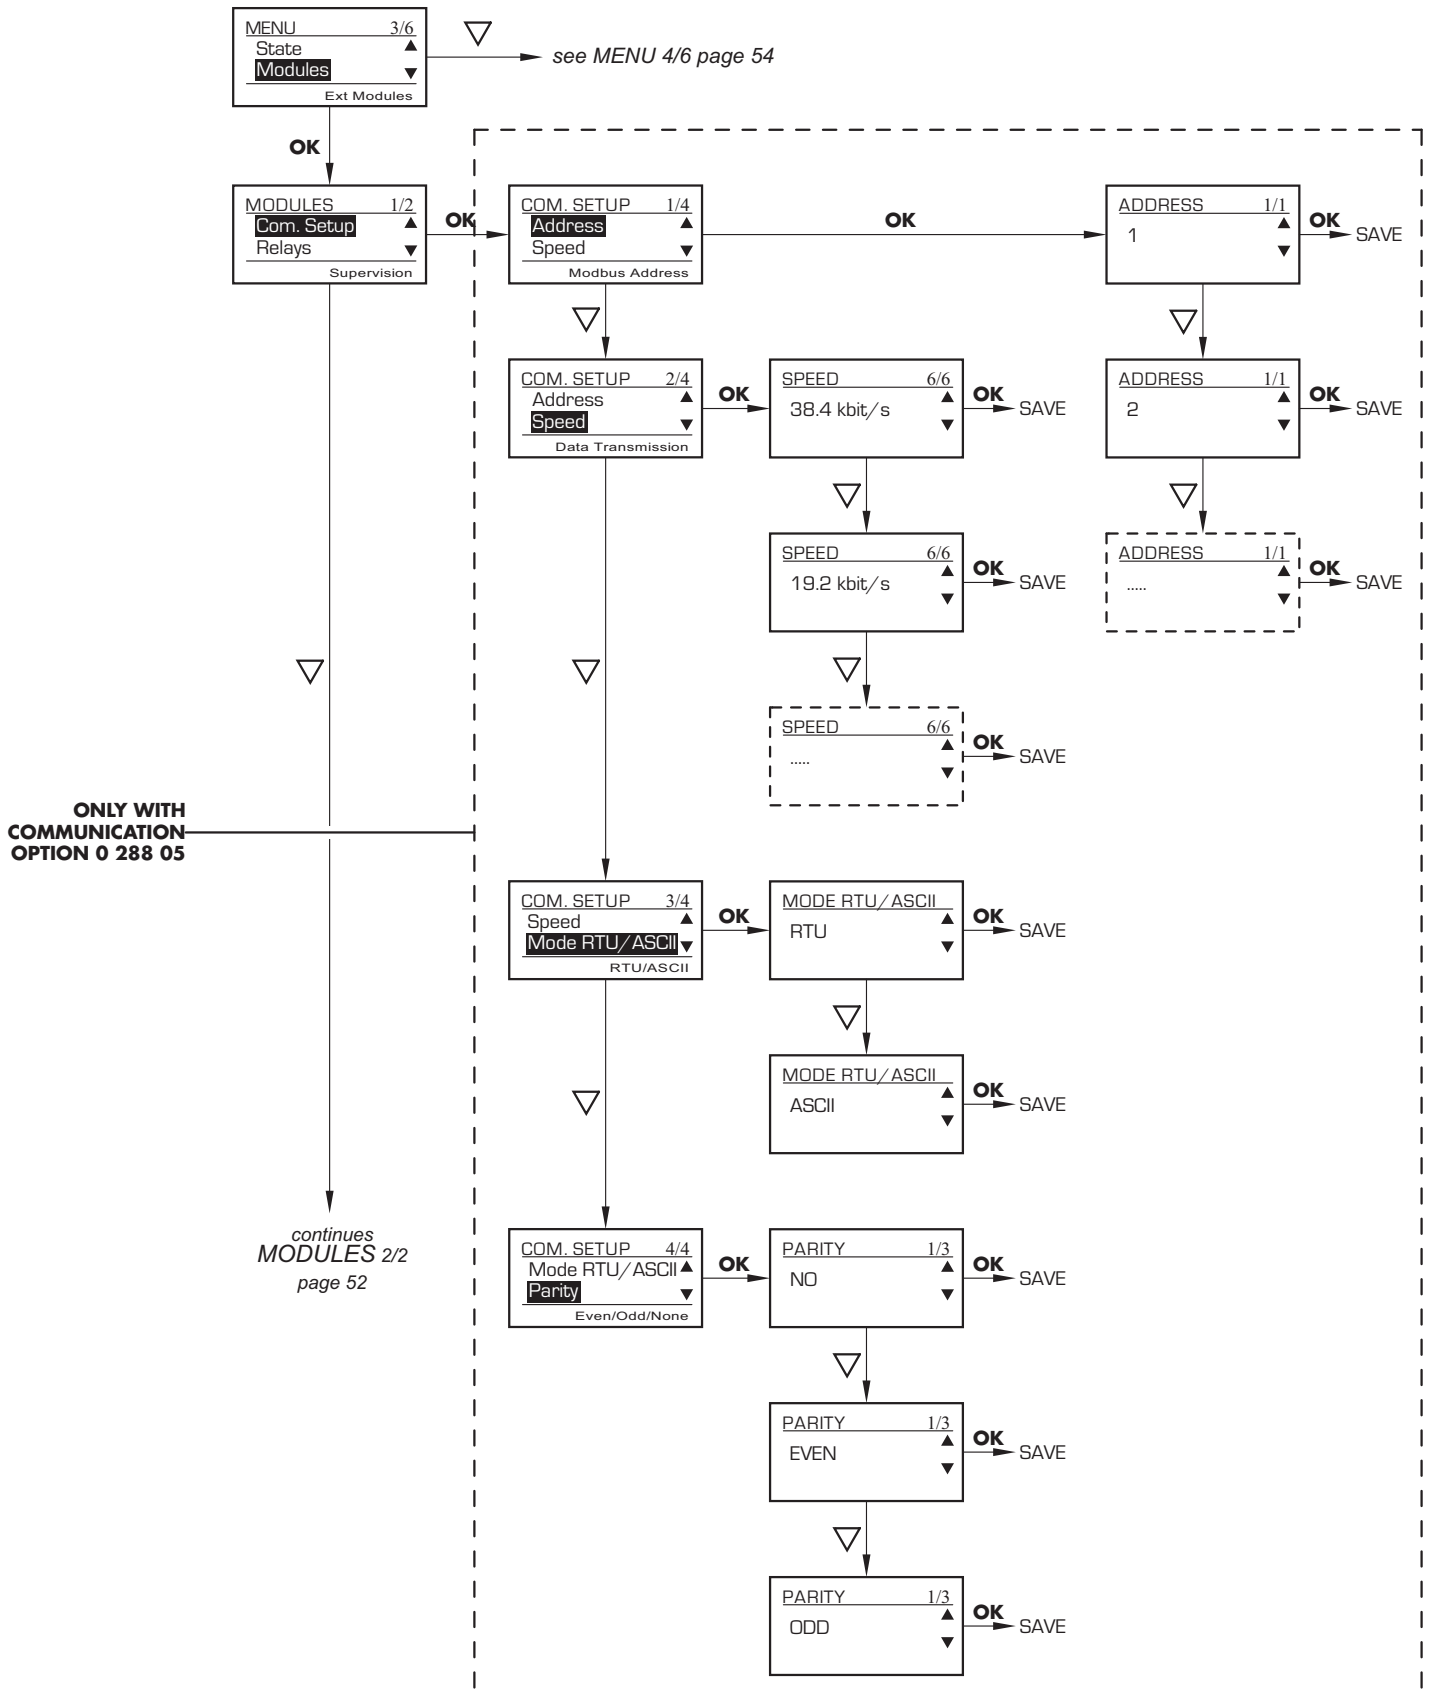 MENU 3/6
State
Modules
Ext Modules
see MENU 4/6 page 54
OK
MODULES 1/2
Com. Setup
Relays
Supervision
OK
COM. SETUP 1/4
Address
Speed
Modbus Address
OK
ADDRESS 1/1
1
OK
SAVE
COM. SETUP 2/4
Address
Speed
Data Transmission
OK
SPEED 6/6
38.4 kbit/s
OK
SAVE
ADDRESS 1/1
2
OK
SAVE
SPEED 6/6
19.2 kbit/s
OK
SAVE
ADDRESS 1/1
.....
OK
SAVE
SPEED 6/6
.....
OK
SAVE
ONLY WITH
COMMUNICATION
OPTION 0 288 05
COM. SETUP 3/4
Speed
Mode RTU/ASCII
RTU/ASCII
OK
MODE RTU/ASCII
RTU
OK
SAVE
MODE RTU/ASCII
ASCII
OK
SAVE
continues
MODULES 2/2
page 52
COM. SETUP 4/4
Mode RTU/ASCII
Parity
Even/Odd/None
OK
PARITY 1/3
NO
OK
SAVE
PARITY 1/3
EVEN
OK
SAVE
PARITY 1/3
ODD
OK
SAVE